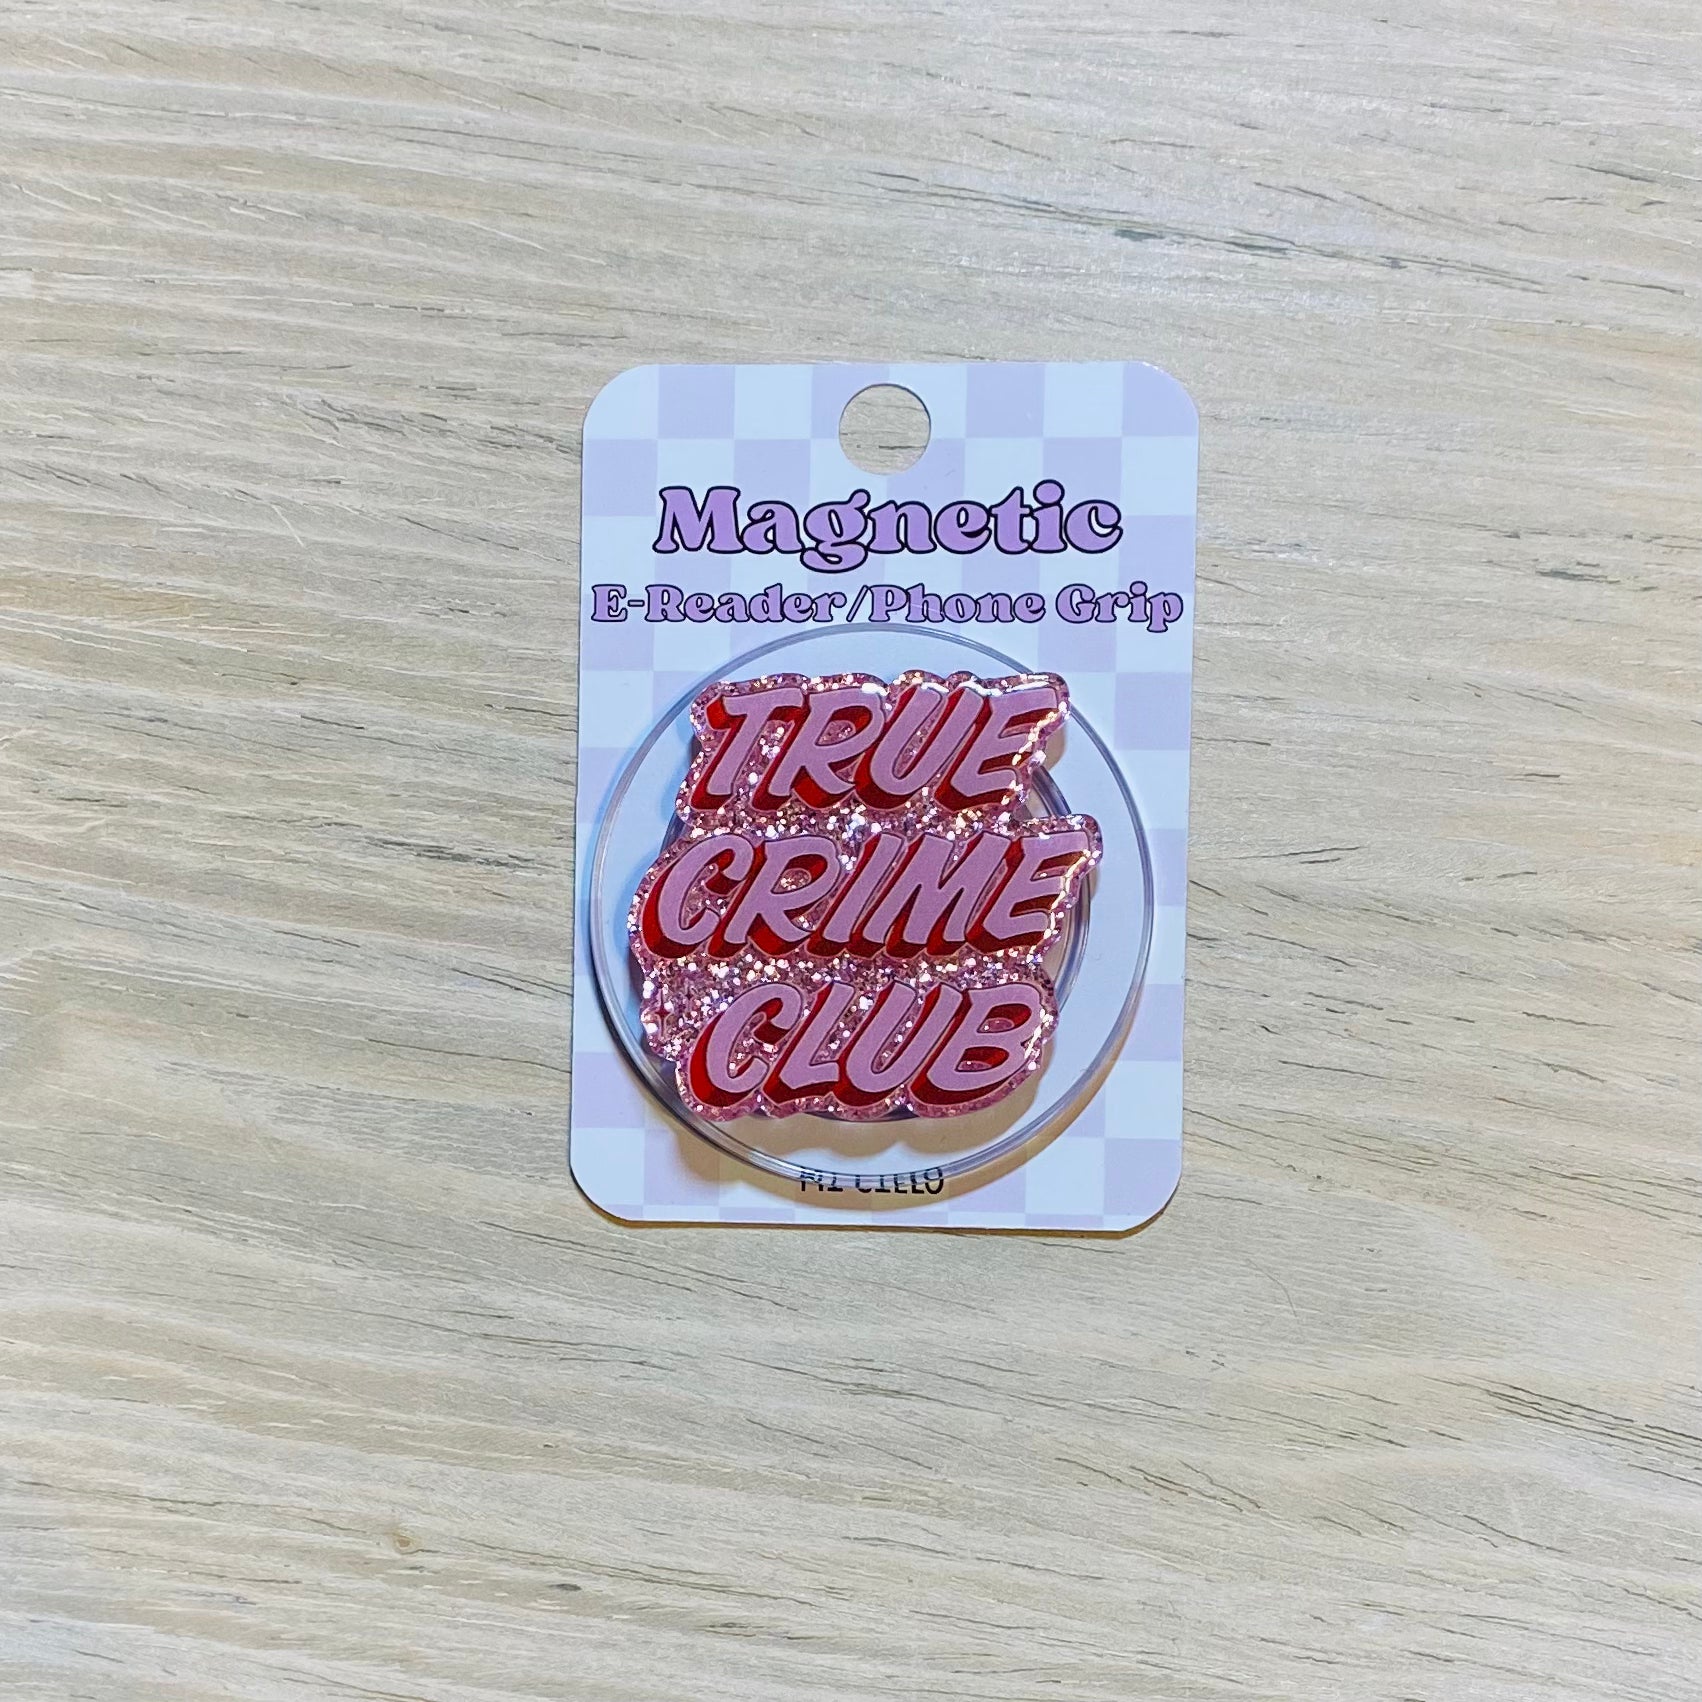 Magnetic
E-Reader/Phone Grip
TRUE
CRIME
CLUB